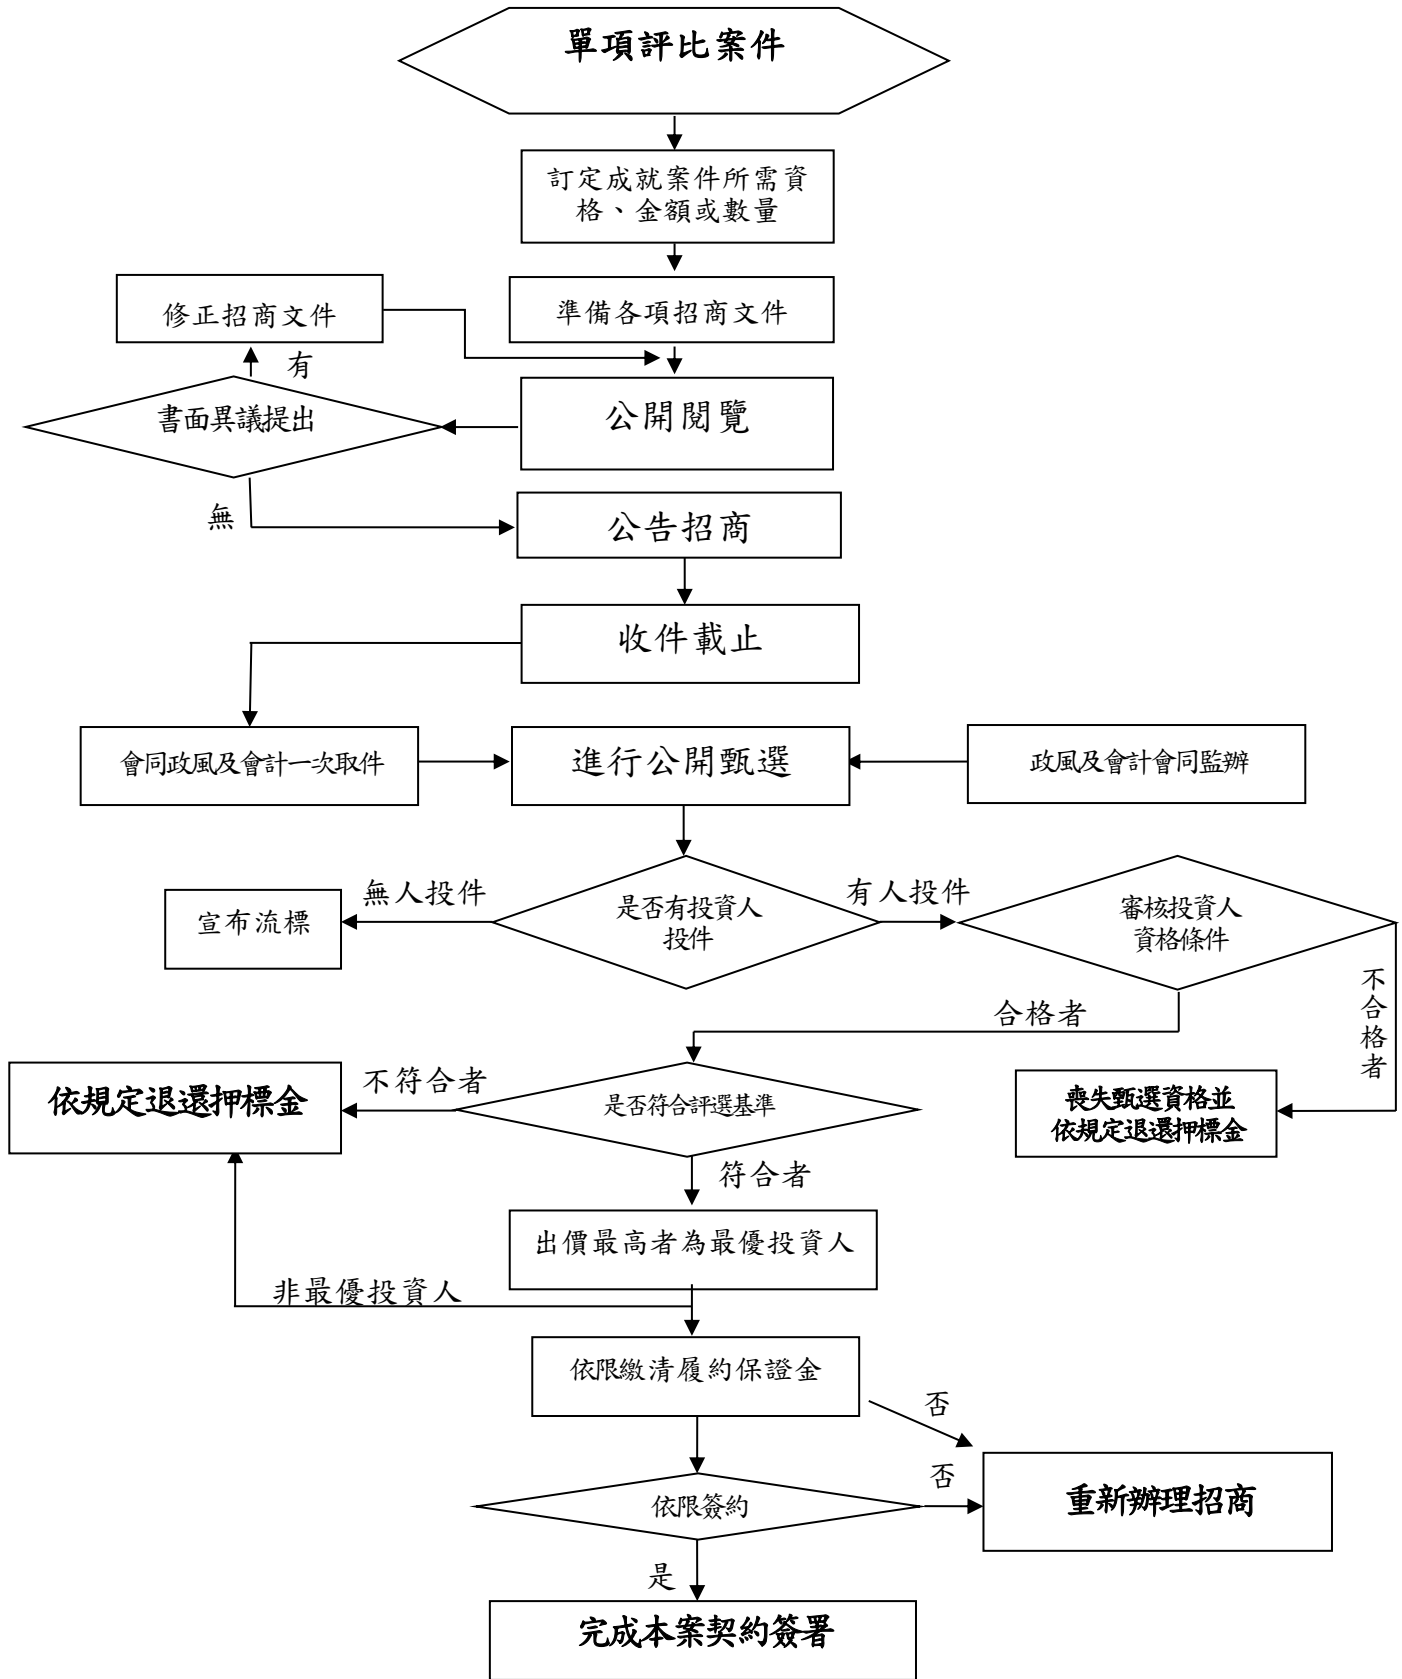 單項評比案件
訂定成就案件所需資
格、金額或數量
準備各項招商文件
修正招商文件
有
書面異議提出
公開閱覽
無
公告招商
收件載止
會同政風及會計一次取件
進行公開甄選
政風及會計會同監辦
無人投件
有人投件
宣布流標
是否有投資人
投件
審核投資人
資格條件
不合格者
合格者
依規定退還押標金
不符合者
是否符合評選基準
喪失甄選資格並
依規定退還押標金
符合者
出價最高者為最優投資人
非最優投資人
依限繳清履約保證金
否
依限簽約
否
重新辦理招商
是
完成本案契約簽署